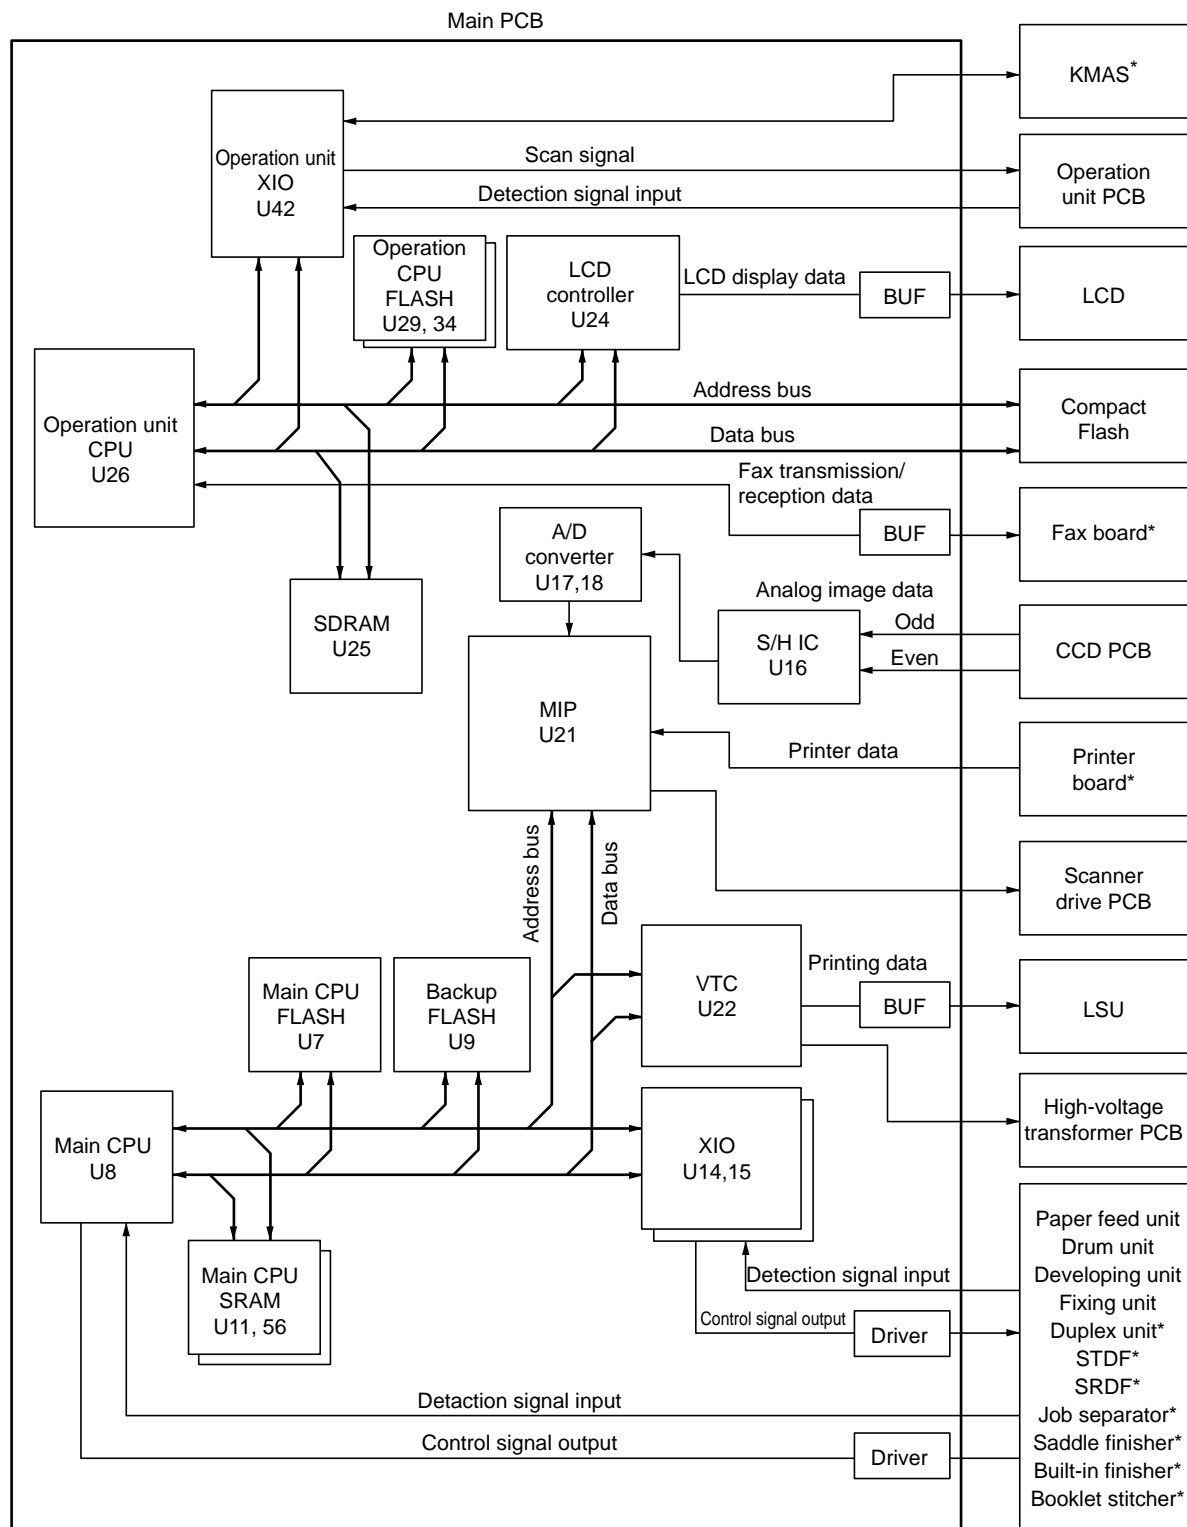 Main PCB
KMAS*
Operation unit
XIO
U42
Scan signal
Detection signal input
Operation
unit PCB
Operation
CPU
FLASH
U29, 34
LCD
controller
U24
LCD display data
BUF
LCD
Operation unit
CPU
U26
Address bus
Data bus
Compact
Flash
Fax transmission/
reception data
BUF
Fax board*
A/D
converter
U17,18
SDRAM
U25
Analog image data
Odd
Even
S/H IC
U16
CCD PCB
MIP
U21
Printer data
Printer
board*
Address bus
Data bus
Scanner
drive PCB
Main CPU
FLASH
U7
Backup
FLASH
U9
VTC
U22
Printing data
BUF
LSU
Main CPU
U8
XIO
U14,15
High-voltage
transformer PCB
Main CPU
SRAM
U11, 56
Detection signal input
Control signal output
Driver
Detaction signal input
Control signal output
Driver
Paper feed unit
Drum unit
Developing unit
Fixing unit
Duplex unit*
STDF*
SRDF*
Job separator*
Saddle finisher*
Built-in finisher*
Booklet stitcher*